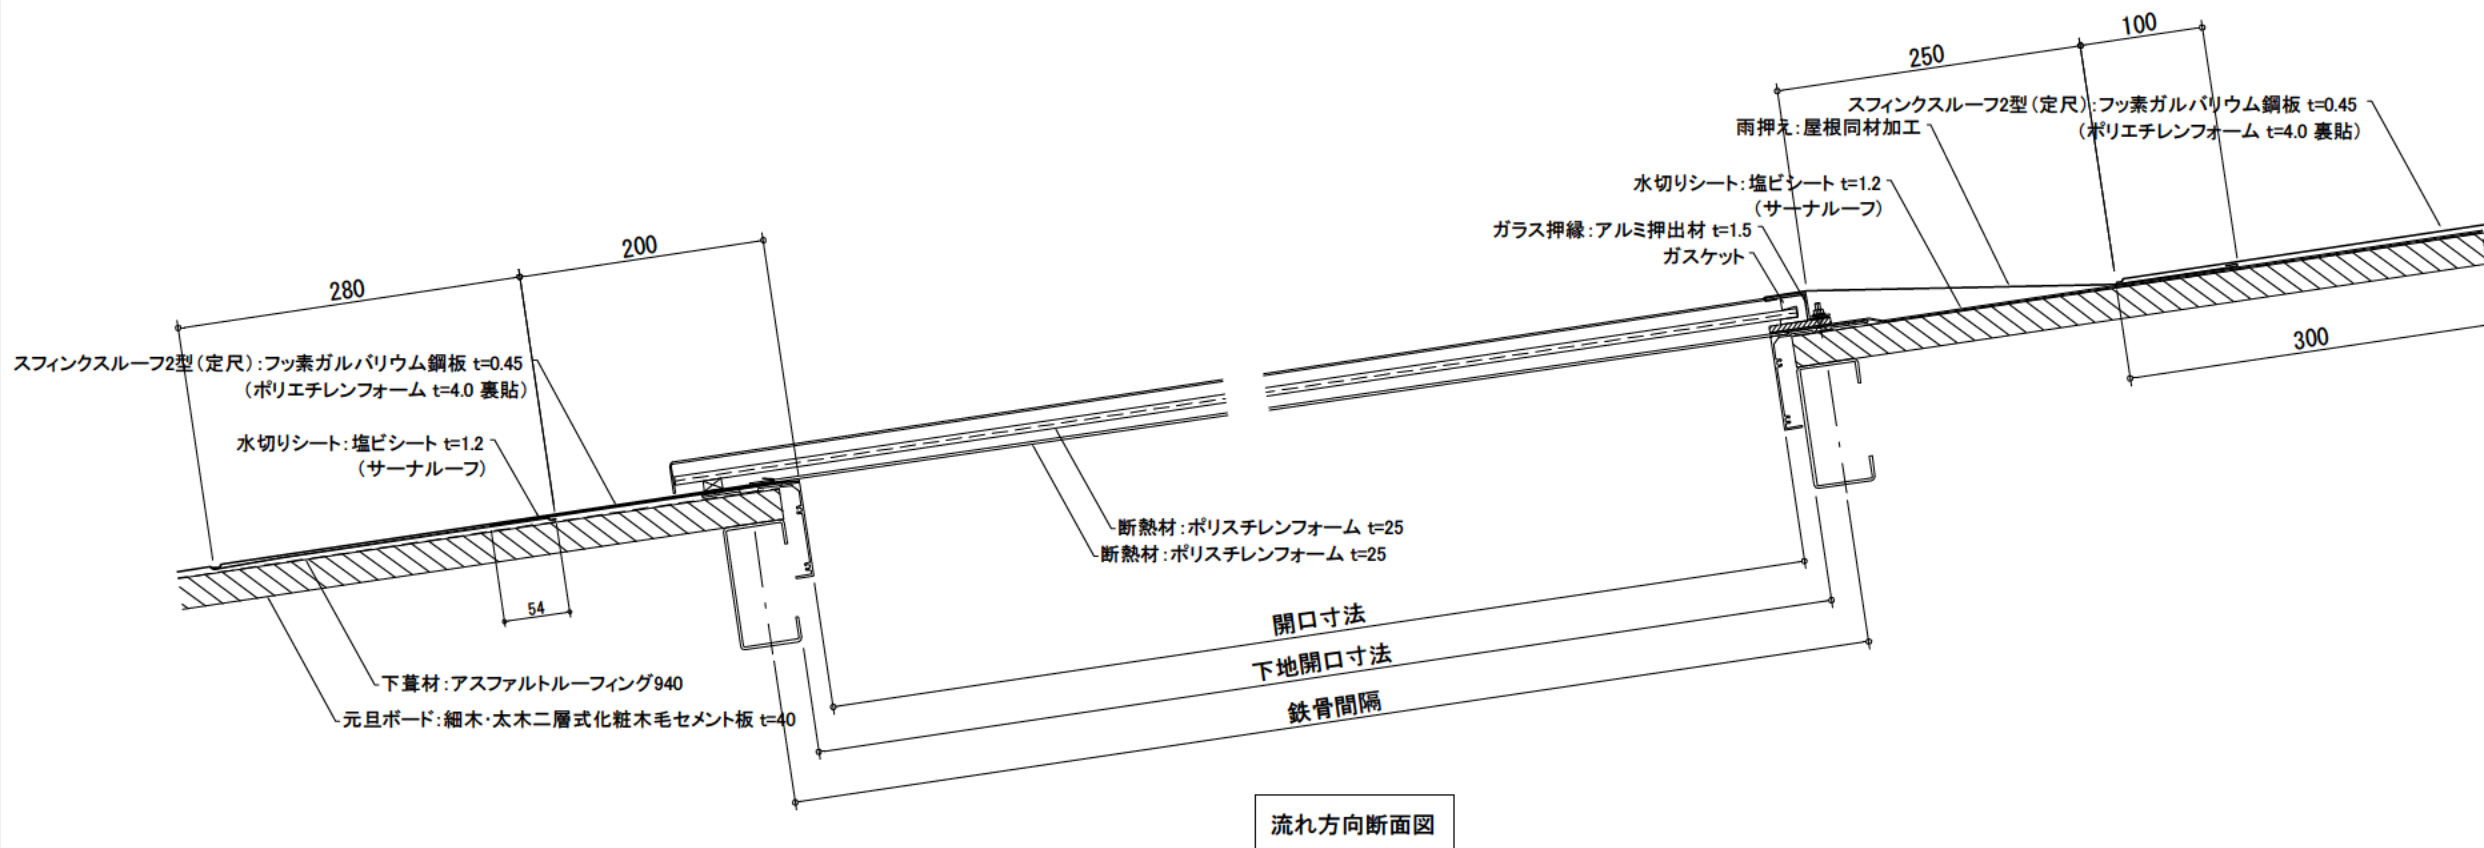 100
250
スフィンクスルーフ2型（定尺）：フッ素ガルバリウム鋼板 t=0.45
（ポリエチレンフォーム t=4.0 裏貼）
雨押え：屋根同材加工
水切りシート：塩ビシート t=1.2
（サーナルーフ）
ガラス押縁：アルミ押出材 t=1.5
ガスケット
200
280
300
スフィンクスルーフ2型（定尺）：フッ素ガルバリウム鋼板 t=0.45
（ポリエチレンフォーム t=4.0 裏貼）
水切りシート：塩ビシート t=1.2
（サーナルーフ）
断熱材：ポリスチレンフォーム t=25
断熱材：ポリスチレンフォーム t=25
54
開口寸法
下地開口寸法
鉄骨間隔
下葺材：アスファルトルーフィング940
元旦ボード：細木・太木二層式化粧木毛セメント板 t=40
流れ方向断面図